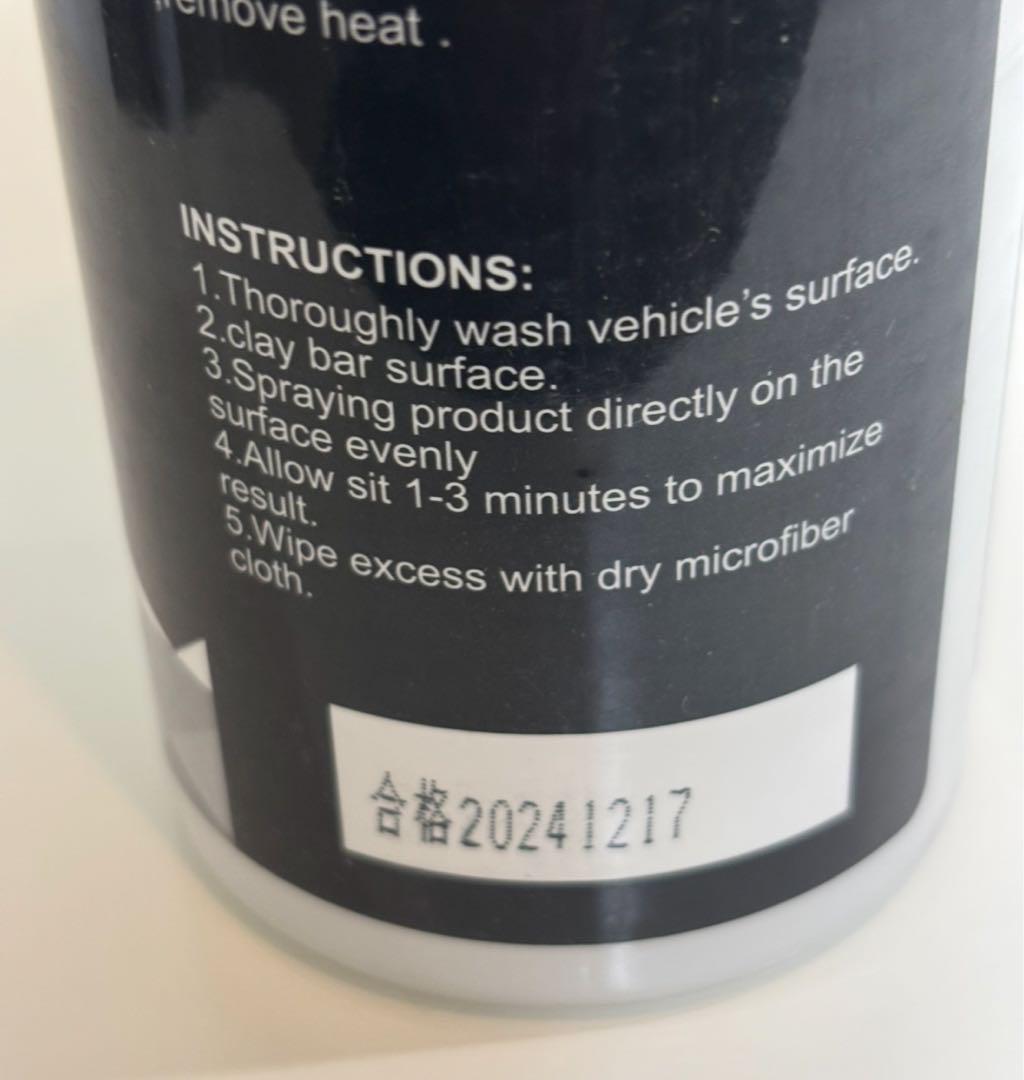 remove heat .
INSTRUCTIONS:
1.Thoroughly wash vehicle's surface.
2.clay bar surface.
3.Spraying product directly on the
surface evenly
4.Allow sit 1-3 minutes to maximize
result.
5.Wipe excess with dry microfiber
cloth.
合格20241217